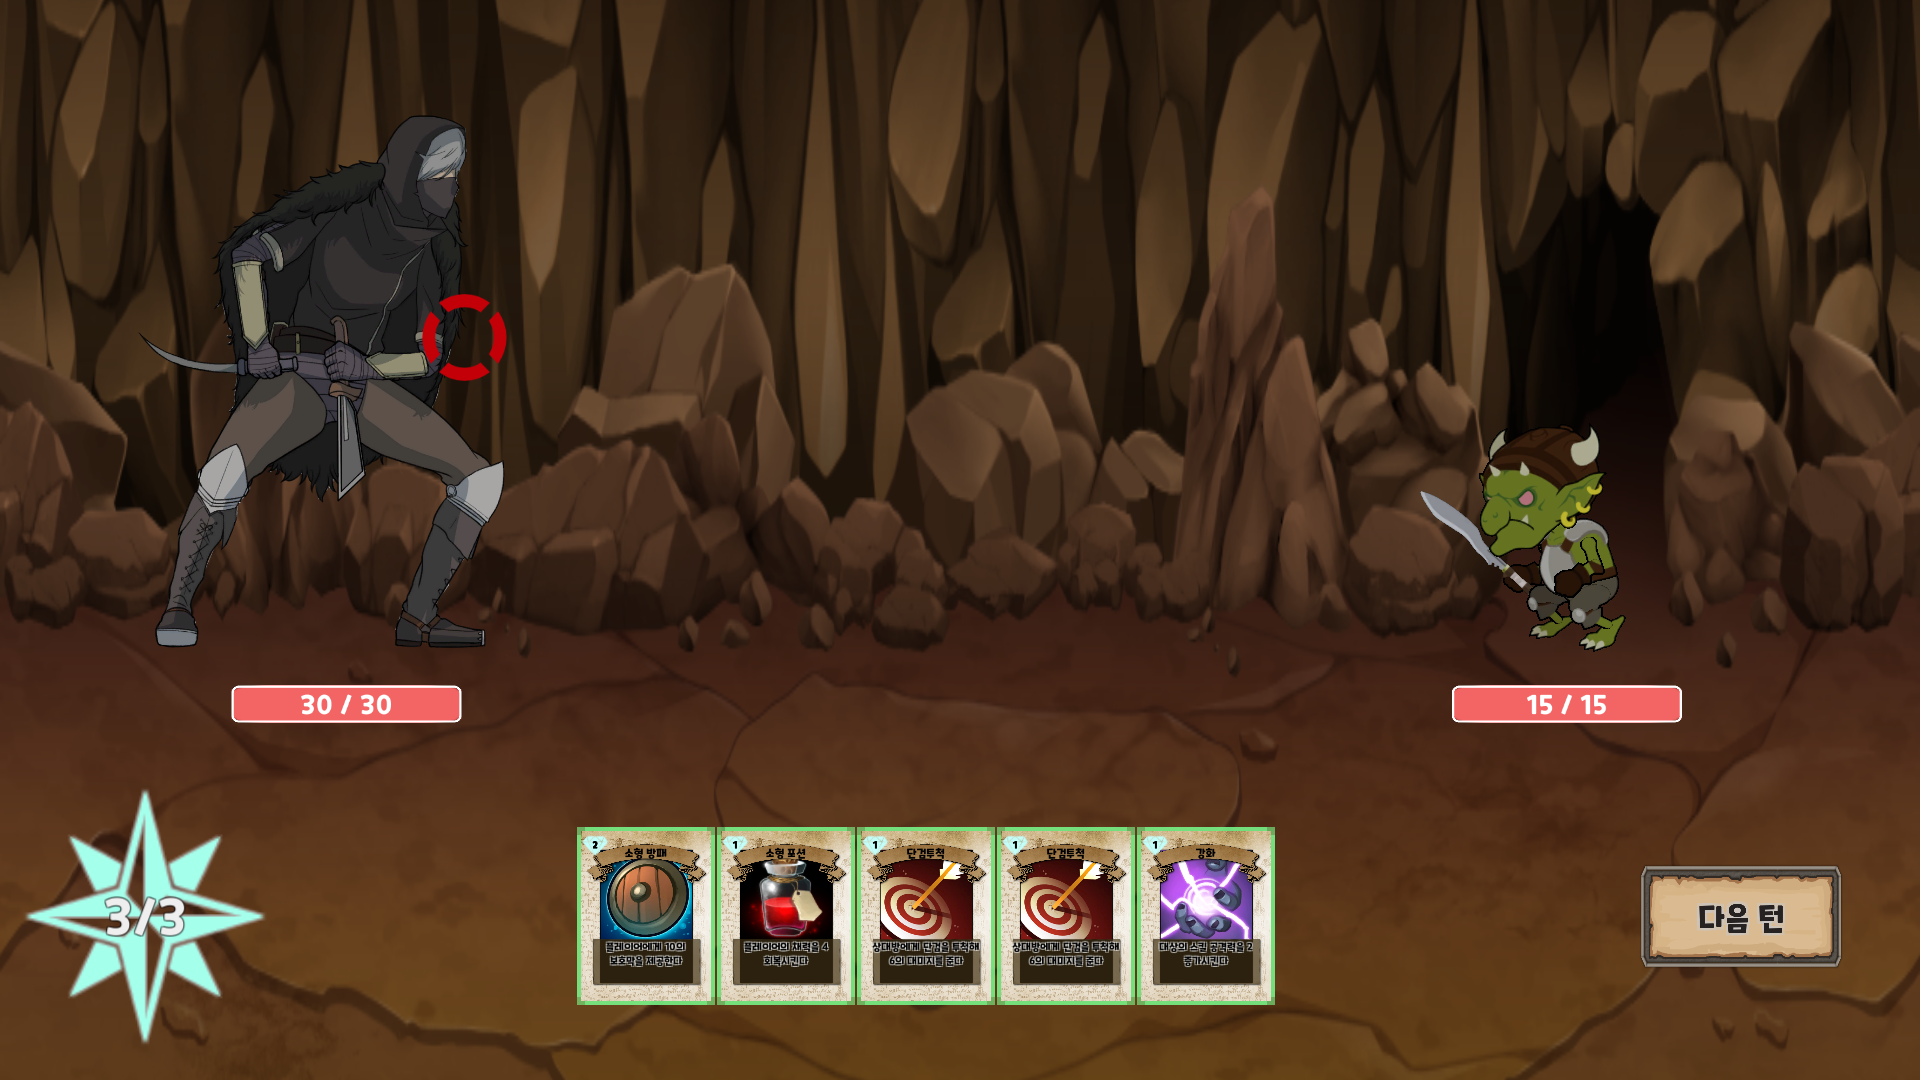 30 / 30
15 / 15
3/3
2
소형 방패
플레이어에게 10의
보호막을 제공한다
1
소형 포션
플레이어의 체력을 4
회복시킨다
1
단검투척
상대방에게 단검을 투척해
6의 대미지를 준다
1
단검투척
상대방에게 단검을 투척해
6의 대미지를 준다
1
강화
대상의 스킬 공격력을 2
증가시킨다
다음 턴